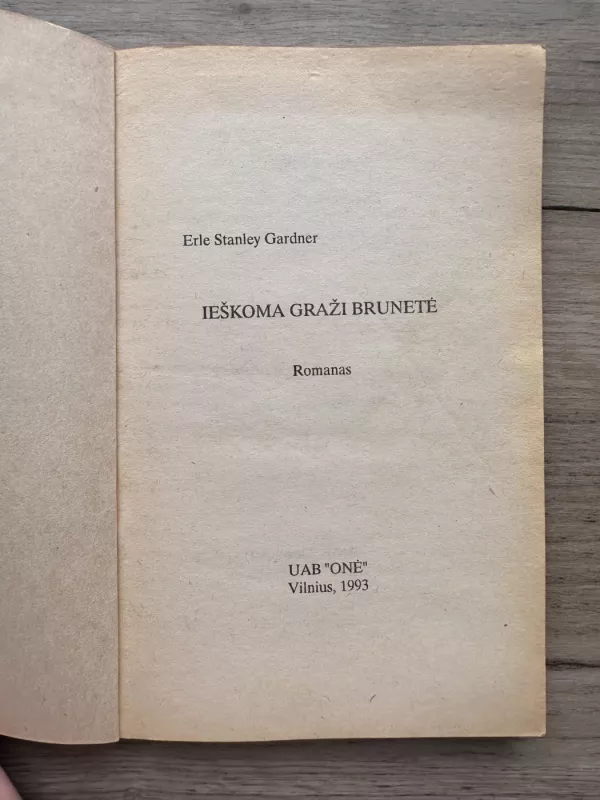 Erle Stanley Gardner
IEŠKOMA GRAŽI BRUNETĖ
Romanas
UAB "ONĖ"
Vilnius, 1993